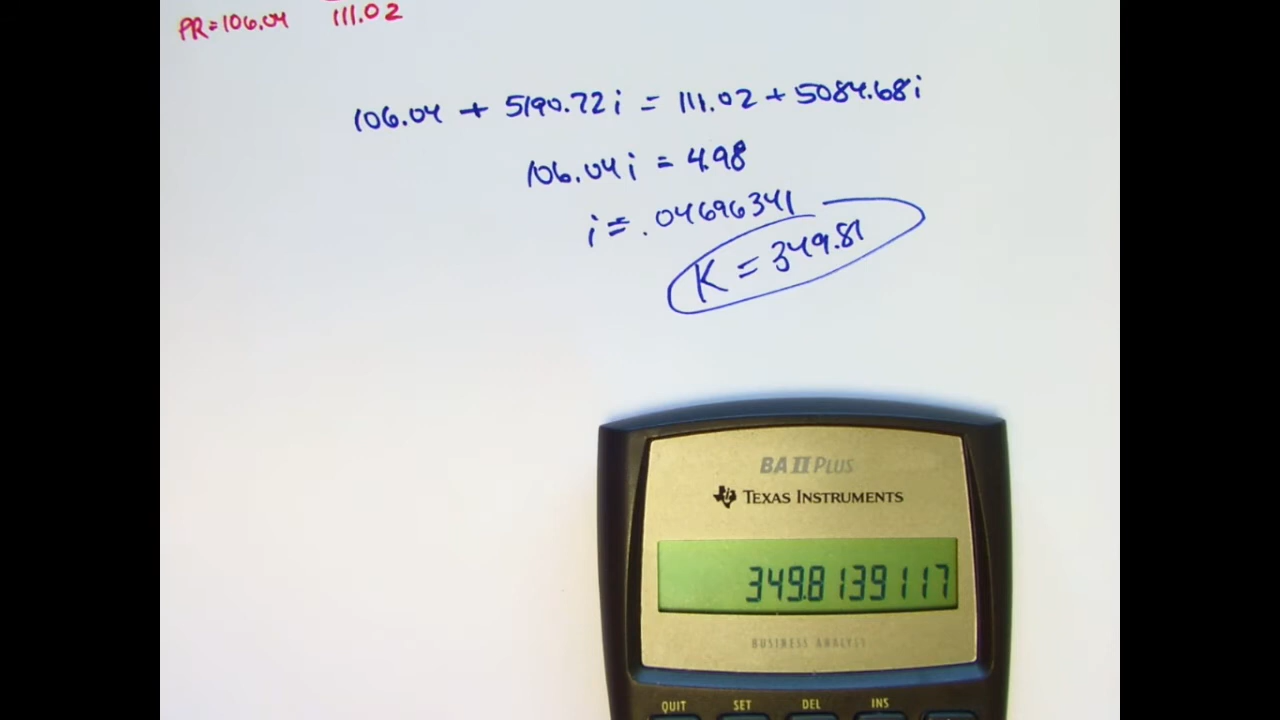 PR=106.04 111.02
106.04 + 5190.72i = 111.02 + 5084.68i
106.04i = 4.98
i = .04696341
K = 349.81
BA II PLUS
TEXAS INSTRUMENTS
349.8139117
BUSINESS ANALYST
QUIT SET DEL INS